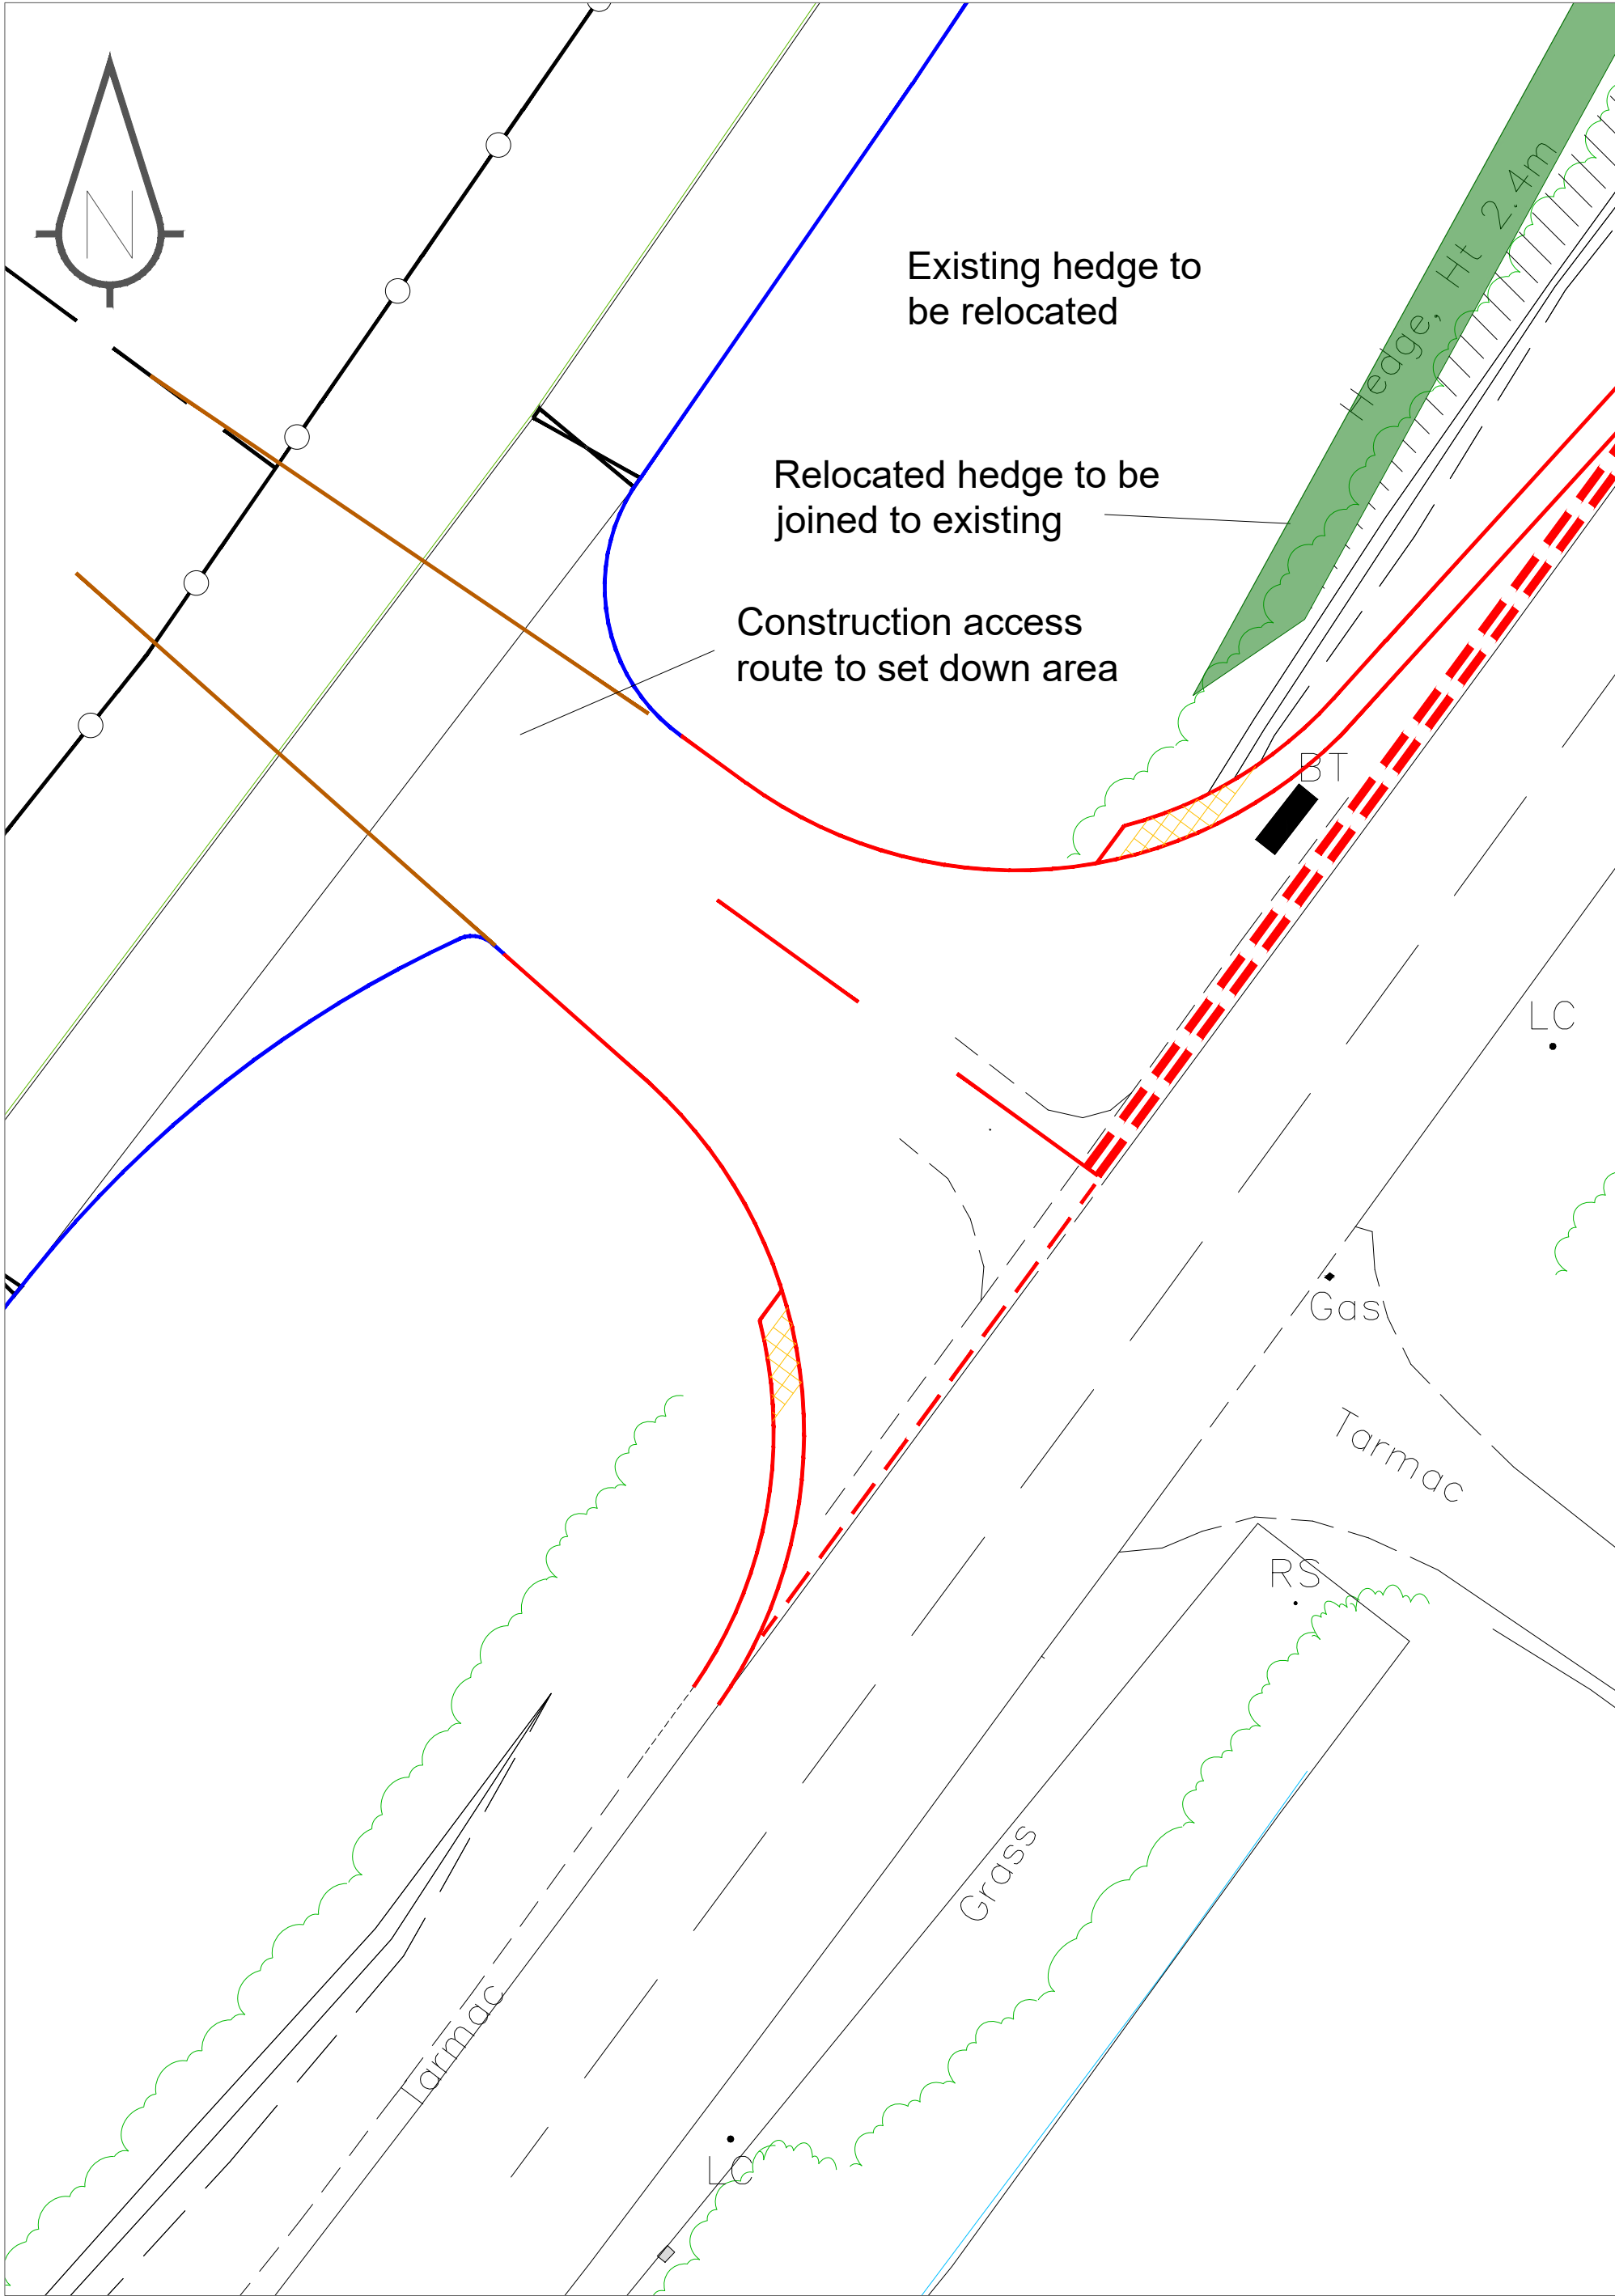 N
Existing hedge to
be relocated
Hedge, Ht 2.4m
Relocated hedge to be
joined to existing
Construction access
route to set down area
BT
LC
Gas
Tarmac
RS
Grass
Tarmac
LC